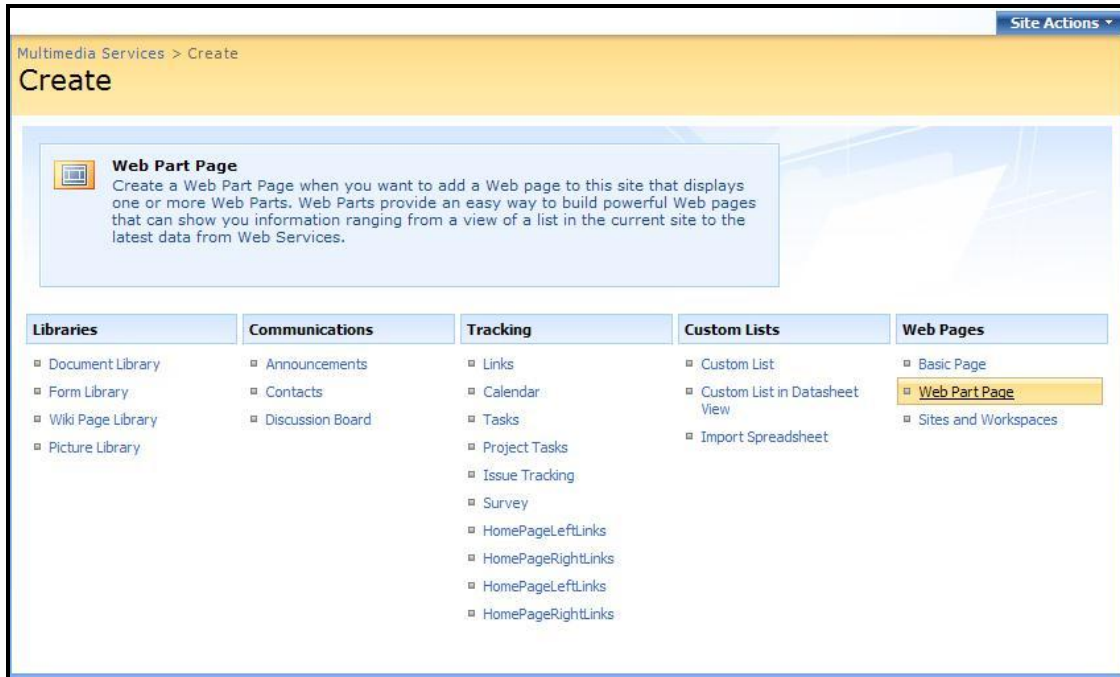 Site Actions
Multimedia Services > Create
Create
Web Part Page
Create a Web Part Page when you want to add a Web page to this site that displays
one or more Web Parts. Web Parts provide an easy way to build powerful Web pages
that can show you information ranging from a view of a list in the current site to the
latest data from Web Services.
Libraries
Document Library
Form Library
Wiki Page Library
Picture Library
Communications
Announcements
Contacts
Discussion Board
Tracking
Links
Calendar
Tasks
Project Tasks
Issue Tracking
Survey
HomePageLeftLinks
HomePageRightLinks
HomePageLeftLinks
HomePageRightLinks
Custom Lists
Custom List
Custom List in Datasheet
View
Import Spreadsheet
Web Pages
Basic Page
Web Part Page
Sites and Workspaces